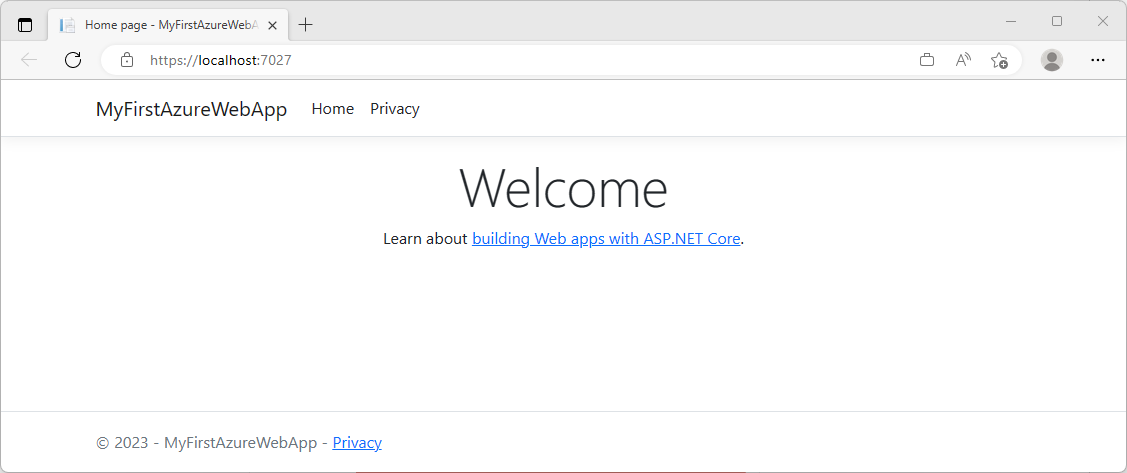 Home page - MyFirstAzureWebA
https://localhost:7027
MyFirstAzureWebApp Home Privacy
Welcome
Learn about building Web apps with ASP.NET Core.
© 2023 - MyFirstAzureWebApp - Privacy